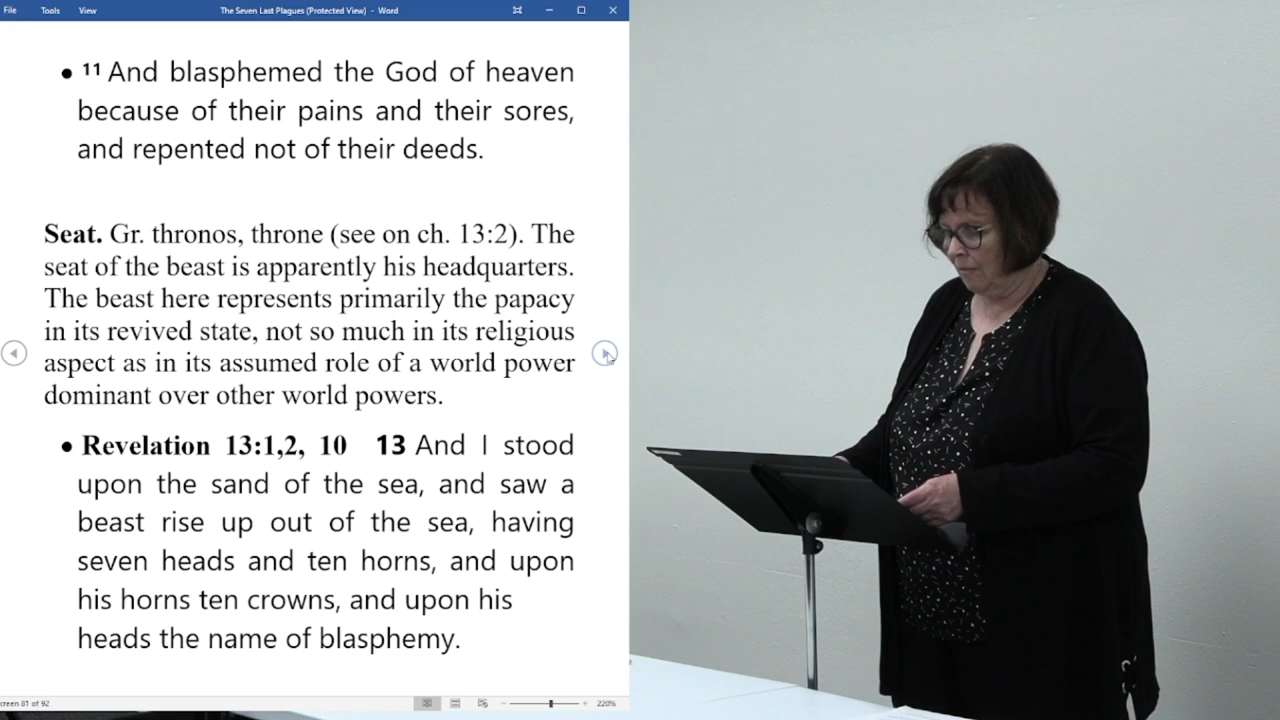 File Tools View The Seven Last Plagues (Protected View) - Word
• 11 And blasphemed the God of heaven
because of their pains and their sores,
and repented not of their deeds.
Seat. Gr. thronos, throne (see on ch. 13:2). The
seat of the beast is apparently his headquarters.
The beast here represents primarily the papacy
in its revived state, not so much in its religious
aspect as in its assumed role of a world power
dominant over other world powers.
• Revelation 13:1,2, 10 13 And I stood
upon the sand of the sea, and saw a
beast rise up out of the sea, having
seven heads and ten horns, and upon
his horns ten crowns, and upon his
heads the name of blasphemy.
creen 81 of 92 220%